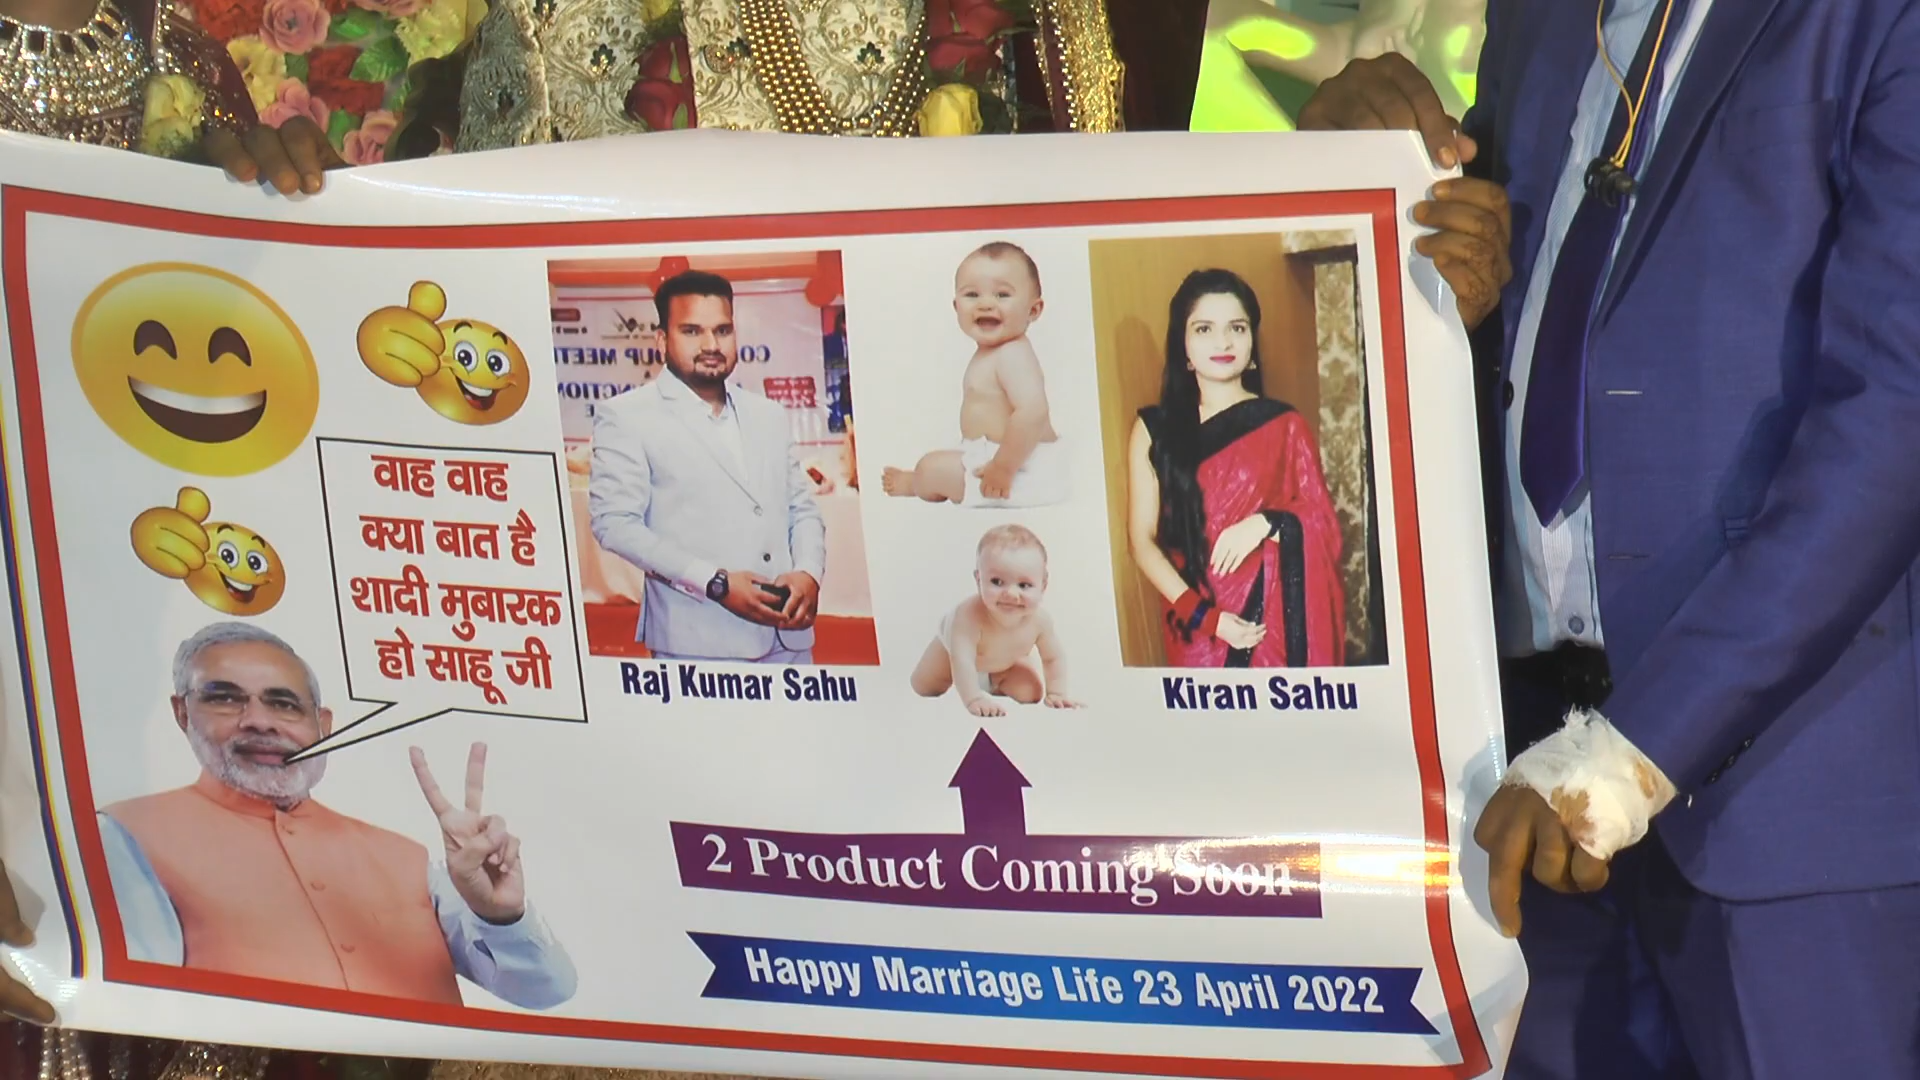 वाह वाह
क्या बात है
शादी मुबारक
हो साहू जी
Raj Kumar Sahu
Kiran Sahu
2 Product Coming Soon
Happy Marriage Life 23 April 2022